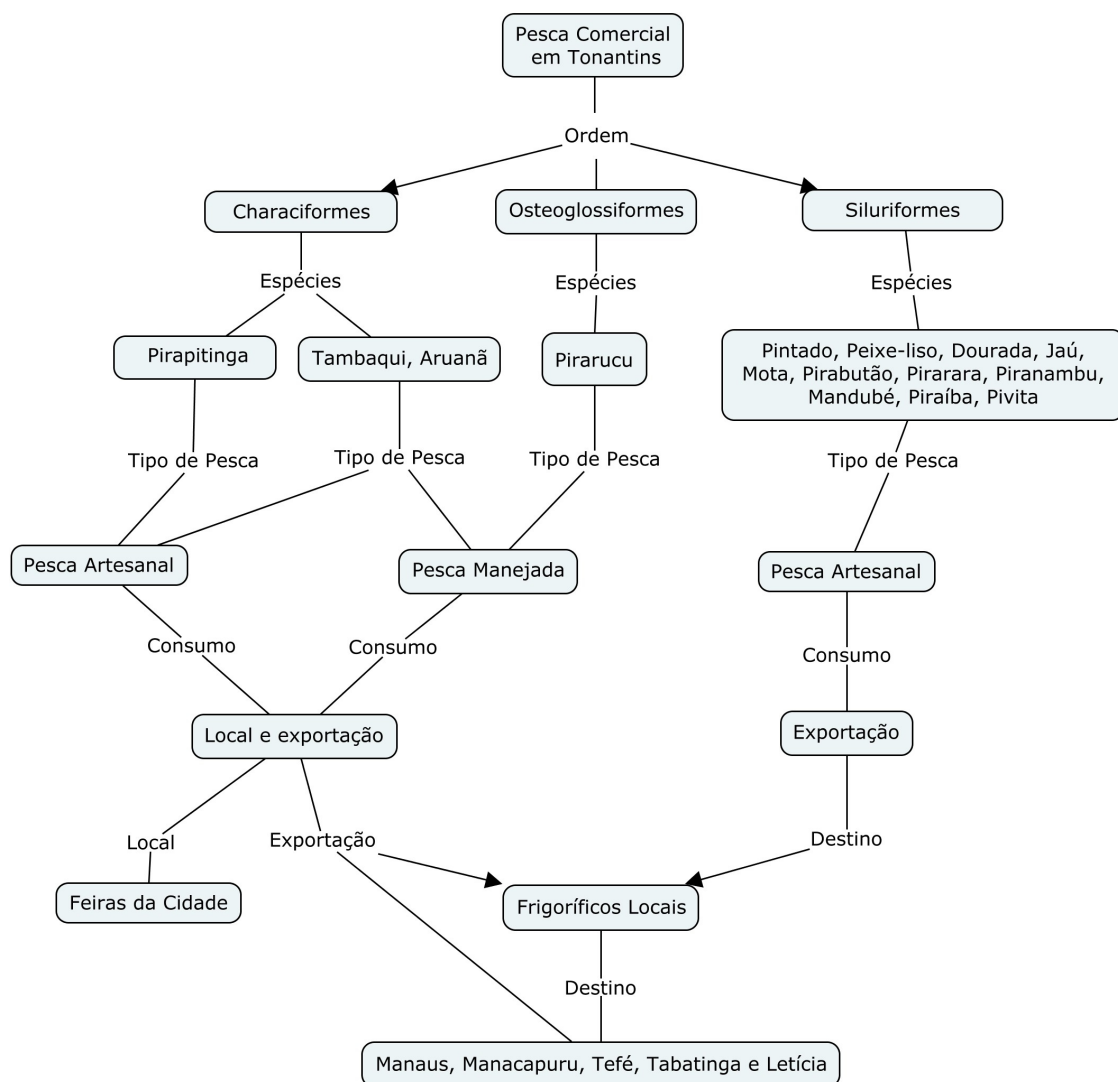 Pesca Comercial
em Tonantins
Ordem
Characiformes
Osteoglossiformes
Siluriformes
Espécies
Espécies
Espécies
Pirapitinga
Tambaqui, Aruanã
Pirarucu
Pintado, Peixe-liso, Dourada, Jaú,
Mota, Pirabutão, Pirarara, Piranambu,
Mandubé, Piraíba, Pivita
Tipo de Pesca
Tipo de Pesca
Tipo de Pesca
Tipo de Pesca
Pesca Artesanal
Pesca Manejada
Pesca Artesanal
Consumo
Consumo
Consumo
Local e exportação
Exportação
Local
Exportação
Destino
Feiras da Cidade
Frigoríficos Locais
Destino
Manaus, Manacapuru, Tefé, Tabatinga e Letícia